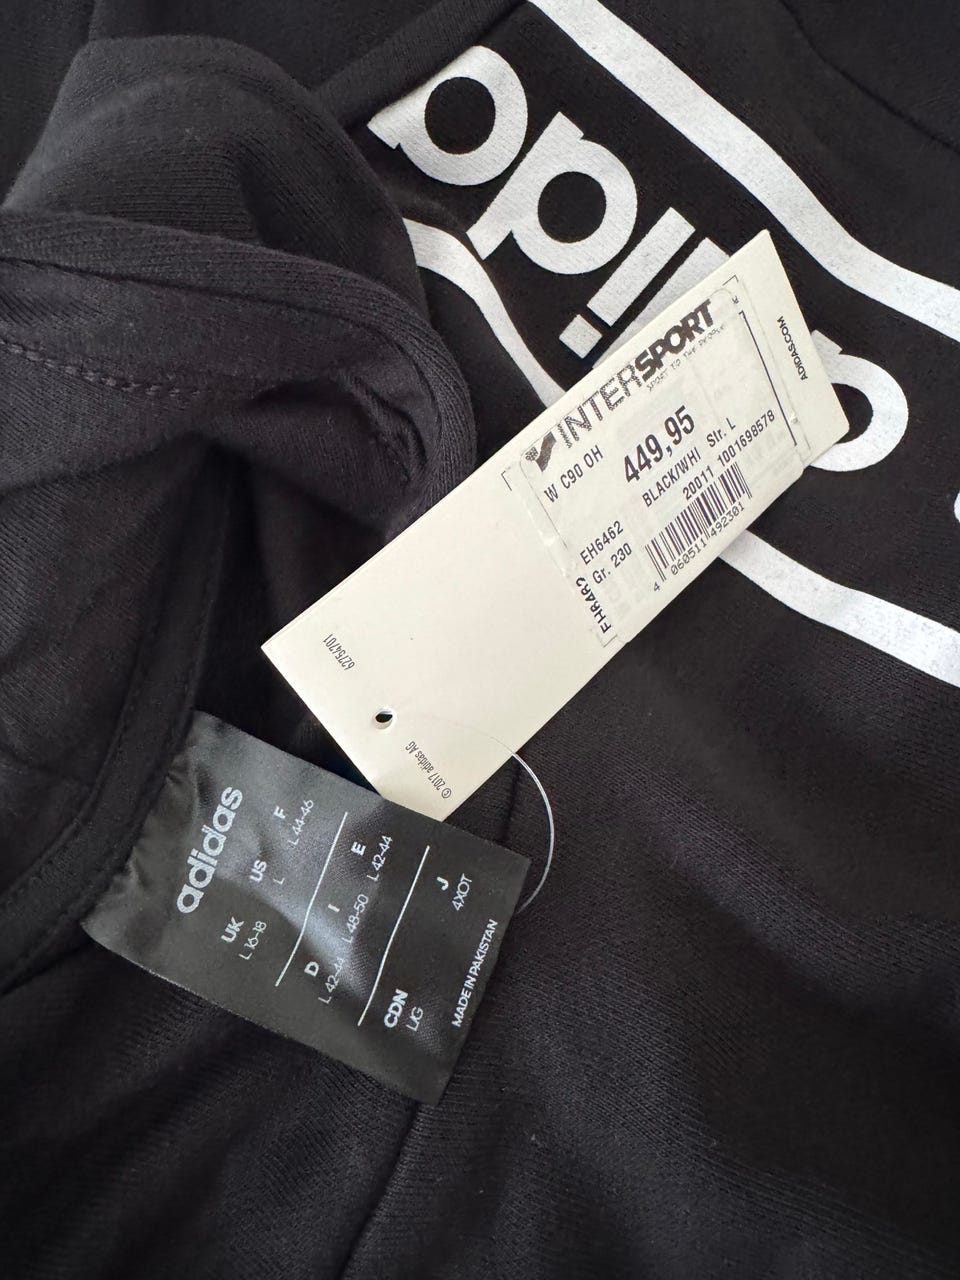 adidas
INTERSPORT
SPORT TO THE PEOPLE
W C90 OH
449,95
BLACK/WHI Str. L
EH6462 20011 1001698578
Gr. 230
4 060511 492301
ADIDAS.COM
62754701
© 2017 adidas AG
adidas
UK US F
L 16-18 L L 44-46
D I E
L 42-44 L 48-50 L 42-44
CDN J
L/G 4XOT
MADE IN PAKISTAN